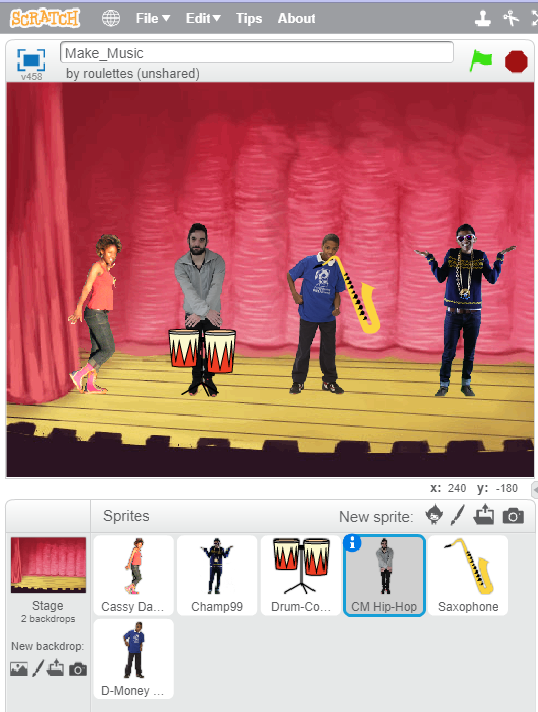 SCRATCH File Edit Tips About
Make_Music
by roulettes (unshared)
v458
x: 240 y: -180
Sprites New sprite:
Stage
2 backdrops
New backdrop:
Cassy Da... Champ99 Drum-Co... CM Hip-Hop Saxophone
D-Money ...